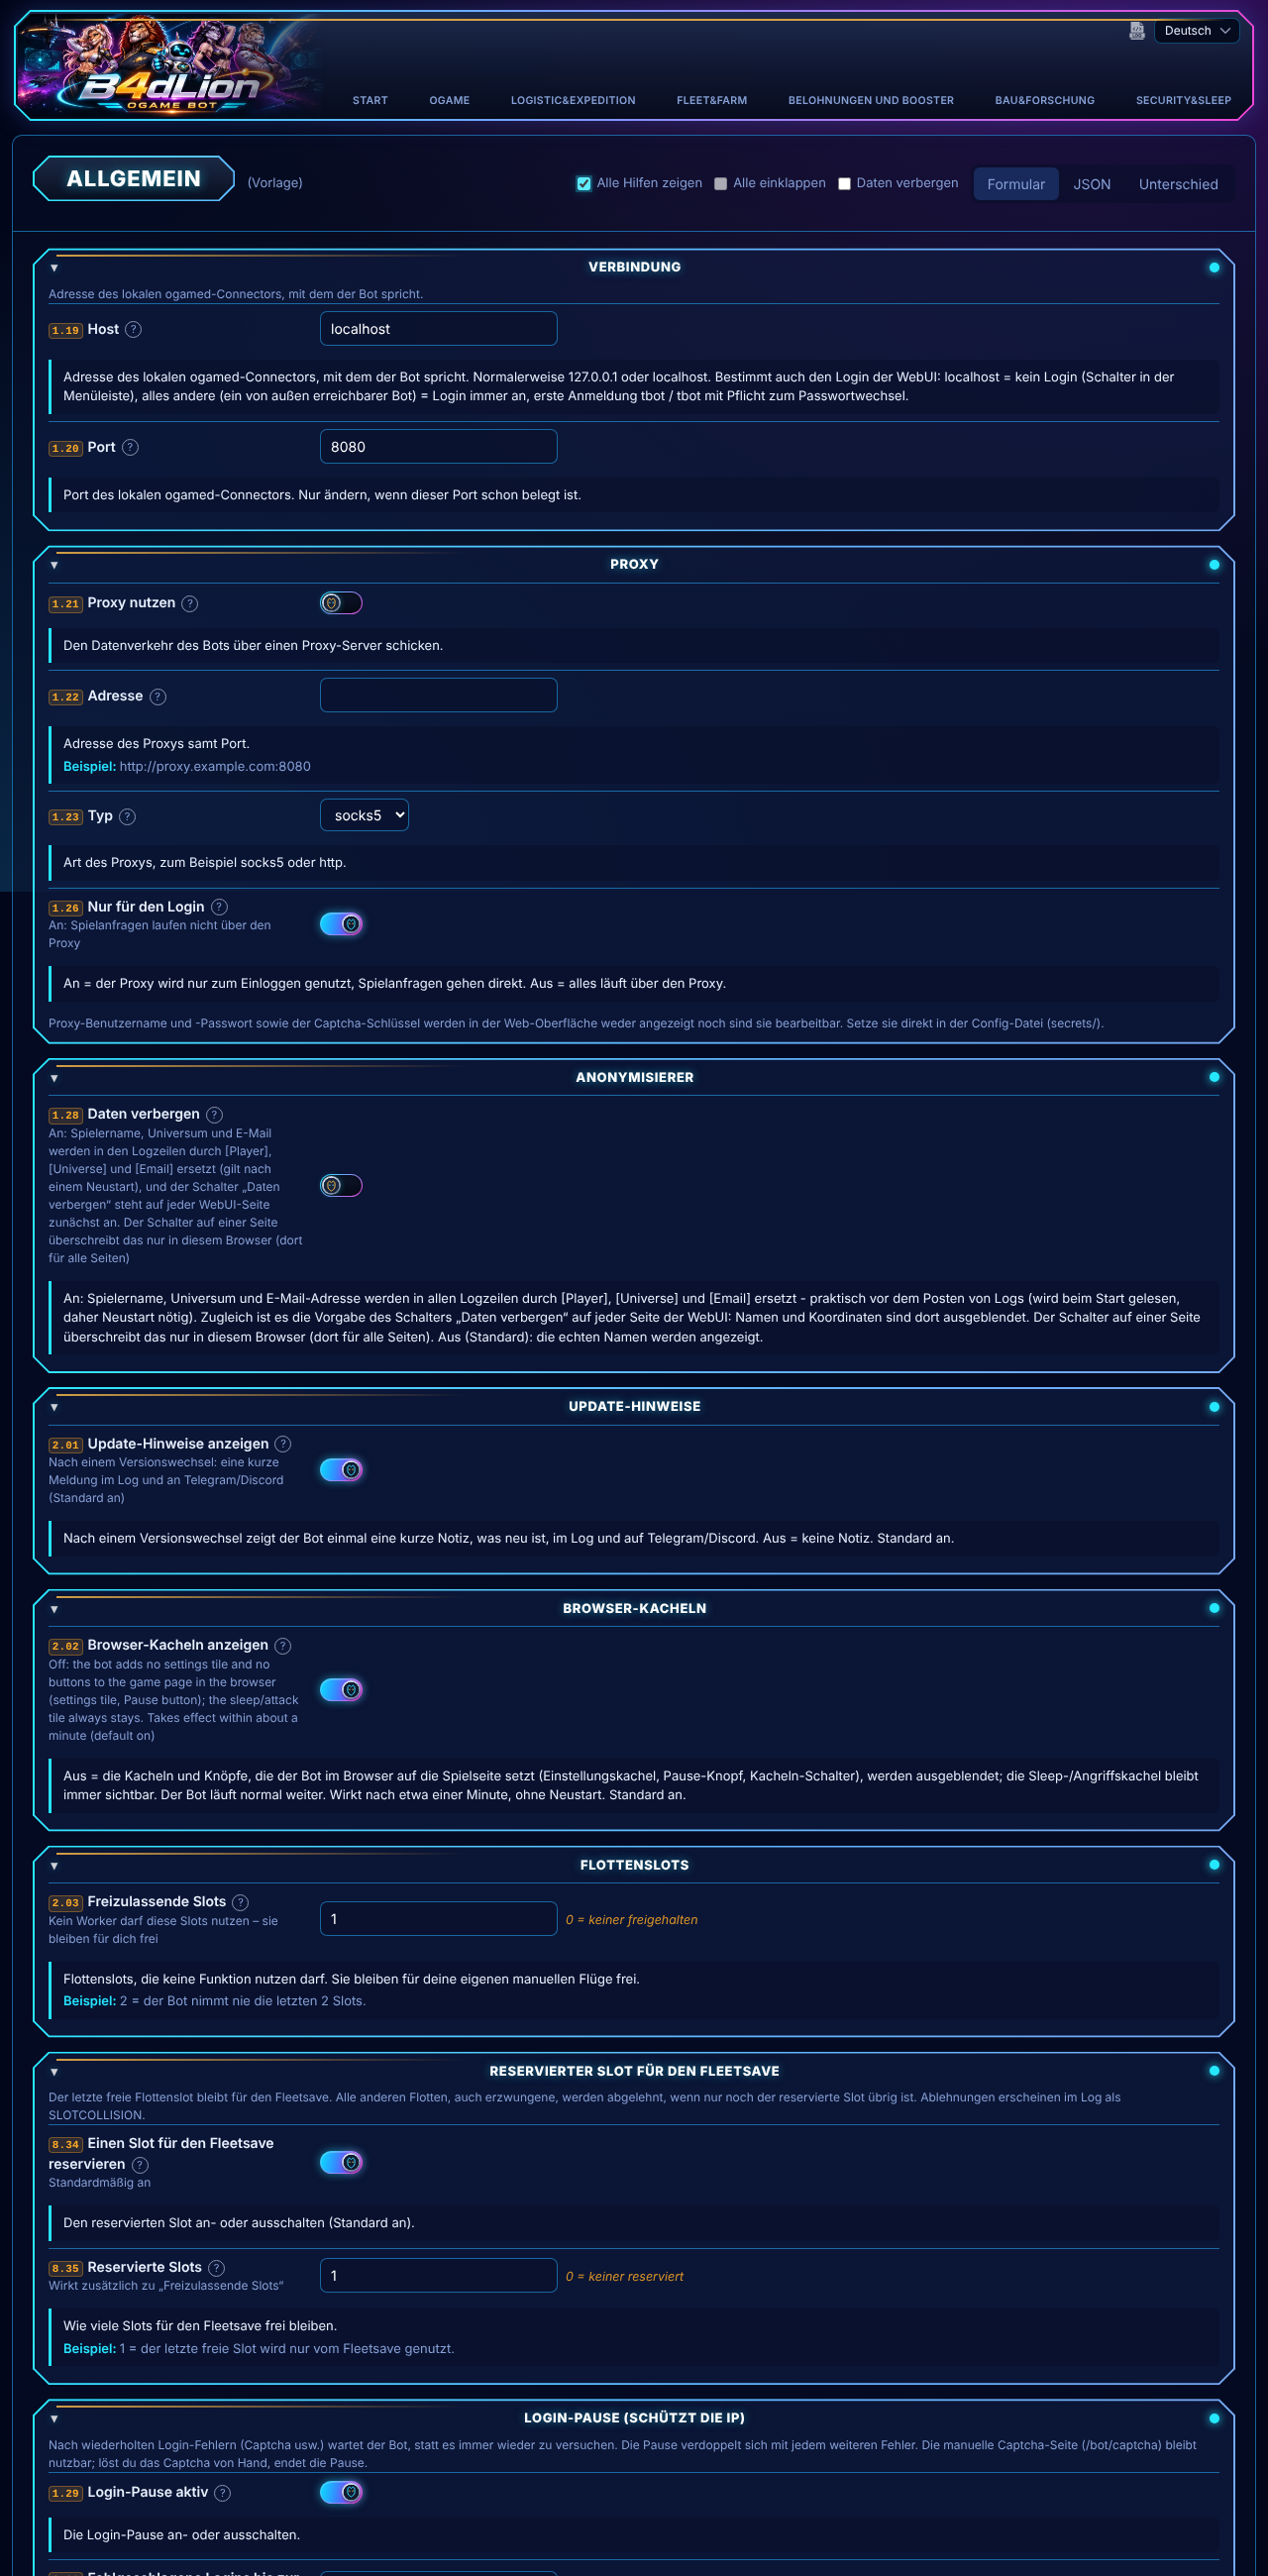 B4dLion
OGAME BOT
Deutsch
START
OGAME
LOGISTIC&EXPEDITION
FLEET&FARM
BELOHNUNGEN UND BOOSTER
BAU&FORSCHUNG
SECURITY&SLEEP
ALLGEMEIN
(Vorlage)
Alle Hilfen zeigen
Alle einklappen
Daten verbergen
Formular
JSON
Unterschied
VERBINDUNG
Adresse des lokalen ogamed-Connectors, mit dem der Bot spricht.
1.19 Host ?
localhost
Adresse des lokalen ogamed-Connectors, mit dem der Bot spricht. Normalerweise 127.0.0.1 oder localhost. Bestimmt auch den Login der WebUI: localhost = kein Login (Schalter in der
Menüleiste), alles andere (ein von außen erreichbarer Bot) = Login immer an, erste Anmeldung tbot / tbot mit Pflicht zum Passwortwechsel.
1.20 Port ?
8080
Port des lokalen ogamed-Connectors. Nur ändern, wenn dieser Port schon belegt ist.
PROXY
1.21 Proxy nutzen ?
Den Datenverkehr des Bots über einen Proxy-Server schicken.
1.22 Adresse ?
Adresse des Proxys samt Port.
Beispiel: http://proxy.example.com:8080
1.23 Typ ?
socks5
Art des Proxys, zum Beispiel socks5 oder http.
1.26 Nur für den Login ?
An: Spielanfragen laufen nicht über den
Proxy
An = der Proxy wird nur zum Einloggen genutzt, Spielanfragen gehen direkt. Aus = alles läuft über den Proxy.
Proxy-Benutzername und -Passwort sowie der Captcha-Schlüssel werden in der Web-Oberfläche weder angezeigt noch sind sie bearbeitbar. Setze sie direkt in der Config-Datei (secrets/).
ANONYMISIERER
1.28 Daten verbergen ?
An: Spielername, Universum und E-Mail
werden in den Logzeilen durch [Player],
[Universe] und [Email] ersetzt (gilt nach
einem Neustart), und der Schalter „Daten
verbergen“ steht auf jeder WebUI-Seite
zunächst an. Der Schalter auf einer Seite
überschreibt das nur in diesem Browser (dort
für alle Seiten)
An: Spielername, Universum und E-Mail-Adresse werden in allen Logzeilen durch [Player], [Universe] und [Email] ersetzt - praktisch vor dem Posten von Logs (wird beim Start gelesen,
daher Neustart nötig). Zugleich ist es die Vorgabe des Schalters „Daten verbergen“ auf jeder Seite der WebUI: Namen und Koordinaten sind dort ausgeblendet. Der Schalter auf einer Seite
überschreibt das nur in diesem Browser (dort für alle Seiten). Aus (Standard): die echten Namen werden angezeigt.
UPDATE-HINWEISE
2.01 Update-Hinweise anzeigen ?
Nach einem Versionswechsel: eine kurze
Meldung im Log und an Telegram/Discord
(Standard an)
Nach einem Versionswechsel zeigt der Bot einmal eine kurze Notiz, was neu ist, im Log und auf Telegram/Discord. Aus = keine Notiz. Standard an.
BROWSER-KACHELN
2.02 Browser-Kacheln anzeigen ?
Off: the bot adds no settings tile and no
buttons to the game page in the browser
(settings tile, Pause button); the sleep/attack
tile always stays. Takes effect within about a
minute (default on)
Aus = die Kacheln und Knöpfe, die der Bot im Browser auf die Spielseite setzt (Einstellungskachel, Pause-Knopf, Kacheln-Schalter), werden ausgeblendet; die Sleep-/Angriffskachel bleibt
immer sichtbar. Der Bot läuft normal weiter. Wirkt nach etwa einer Minute, ohne Neustart. Standard an.
FLOTTENSLOTS
2.03 Freizulassende Slots ?
Kein Worker darf diese Slots nutzen – sie
bleiben für dich frei
1
0 = keiner freigehalten
Flottenslots, die keine Funktion nutzen darf. Sie bleiben für deine eigenen manuellen Flüge frei.
Beispiel: 2 = der Bot nimmt nie die letzten 2 Slots.
RESERVIERTER SLOT FÜR DEN FLEETSAVE
Der letzte freie Flottenslot bleibt für den Fleetsave. Alle anderen Flotten, auch erzwungene, werden abgelehnt, wenn nur noch der reservierte Slot übrig ist. Ablehnungen erscheinen im Log als
SLOTCOLLISION.
8.34 Einen Slot für den Fleetsave
reservieren ?
Standardmäßig an
Den reservierten Slot an- oder ausschalten (Standard an).
8.35 Reservierte Slots ?
Wirkt zusätzlich zu „Freizulassende Slots“
1
0 = keiner reserviert
Wie viele Slots für den Fleetsave frei bleiben.
Beispiel: 1 = der letzte freie Slot wird nur vom Fleetsave genutzt.
LOGIN-PAUSE (SCHÜTZT DIE IP)
Nach wiederholten Login-Fehlern (Captcha usw.) wartet der Bot, statt es immer wieder zu versuchen. Die Pause verdoppelt sich mit jedem weiteren Fehler. Die manuelle Captcha-Seite (/bot/captcha) bleibt
nutzbar; löst du das Captcha von Hand, endet die Pause.
1.29 Login-Pause aktiv ?
Die Login-Pause an- oder ausschalten.